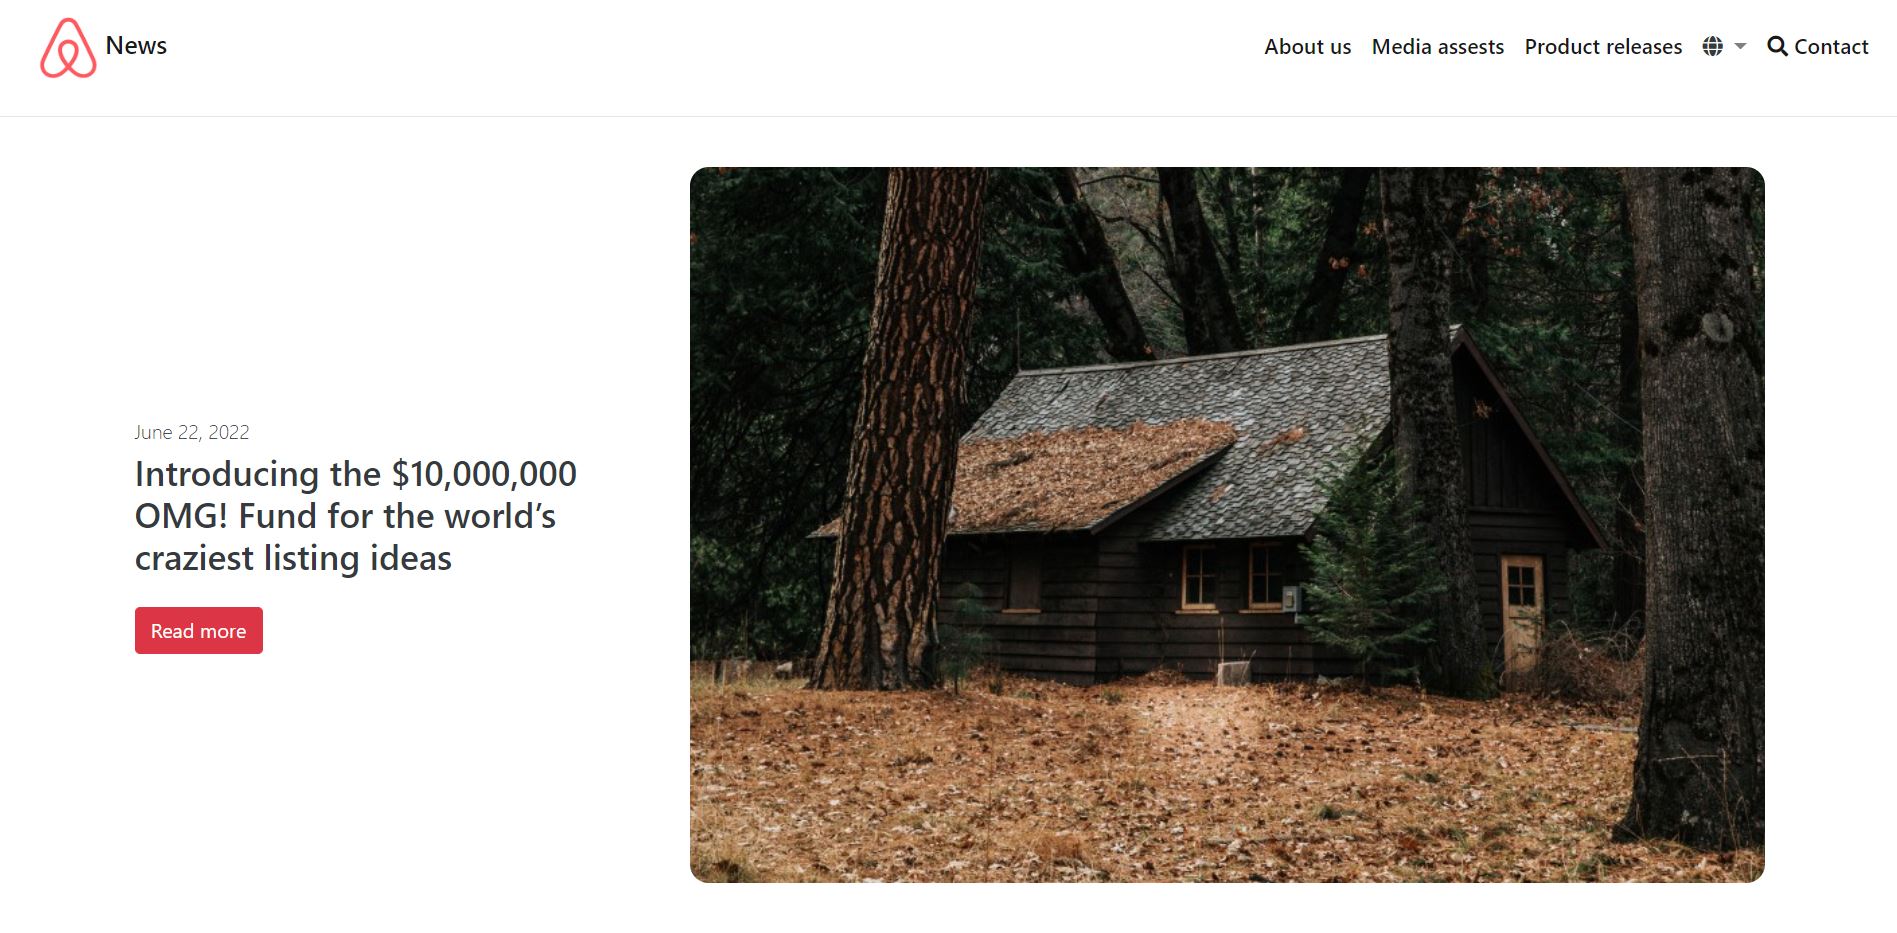 News
About us Media assests Product releases Contact
June 22, 2022
Introducing the $10,000,000
OMG! Fund for the world’s
craziest listing ideas
Read more